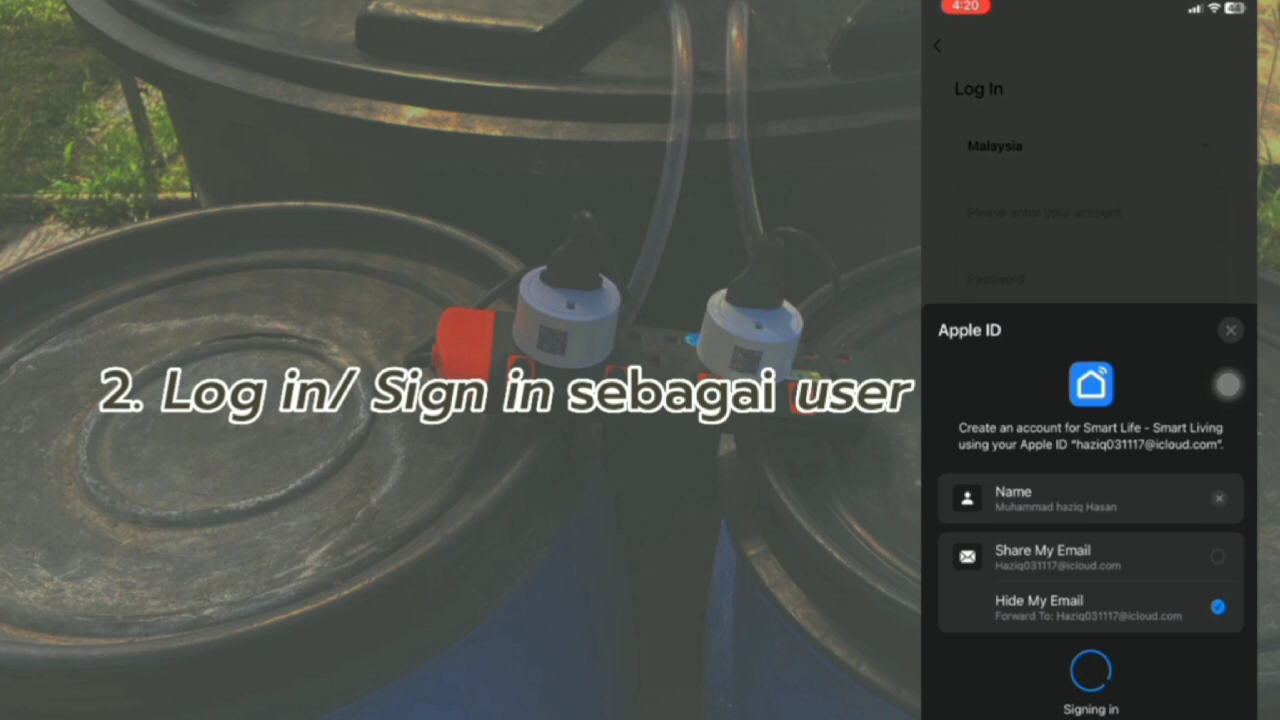 2. Log in/ Sign in sebagai user
4:20
48
Log In
Malaysia
Please enter your account
Password
Apple ID
Create an account for Smart Life - Smart Living
using your Apple ID "haziq031117@icloud.com".
Name
Muhammad haziq Hasan
Share My Email
Haziq031117@icloud.com
Hide My Email
Forward To: Haziq031117@icloud.com
Signing in